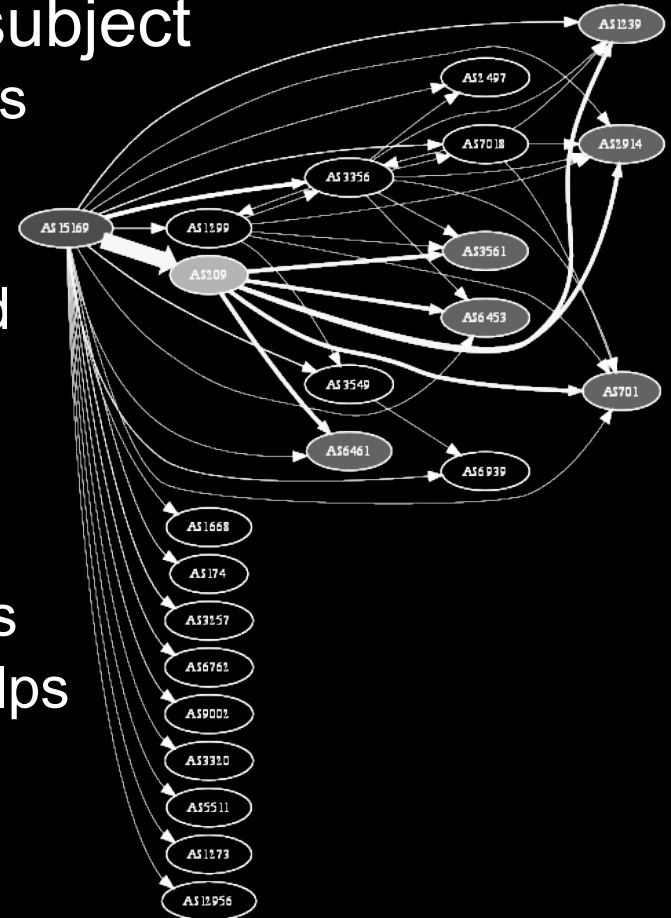 subject
s
d
s
lps
AS1239
AS2497
AS7018
AS2914
AS3356
AS15169
AS1299
AS3561
AS209
AS6453
AS3549
AS701
AS6461
AS6939
AS1668
AS174
AS3257
AS6762
AS9002
AS3320
AS5511
AS1273
AS12956